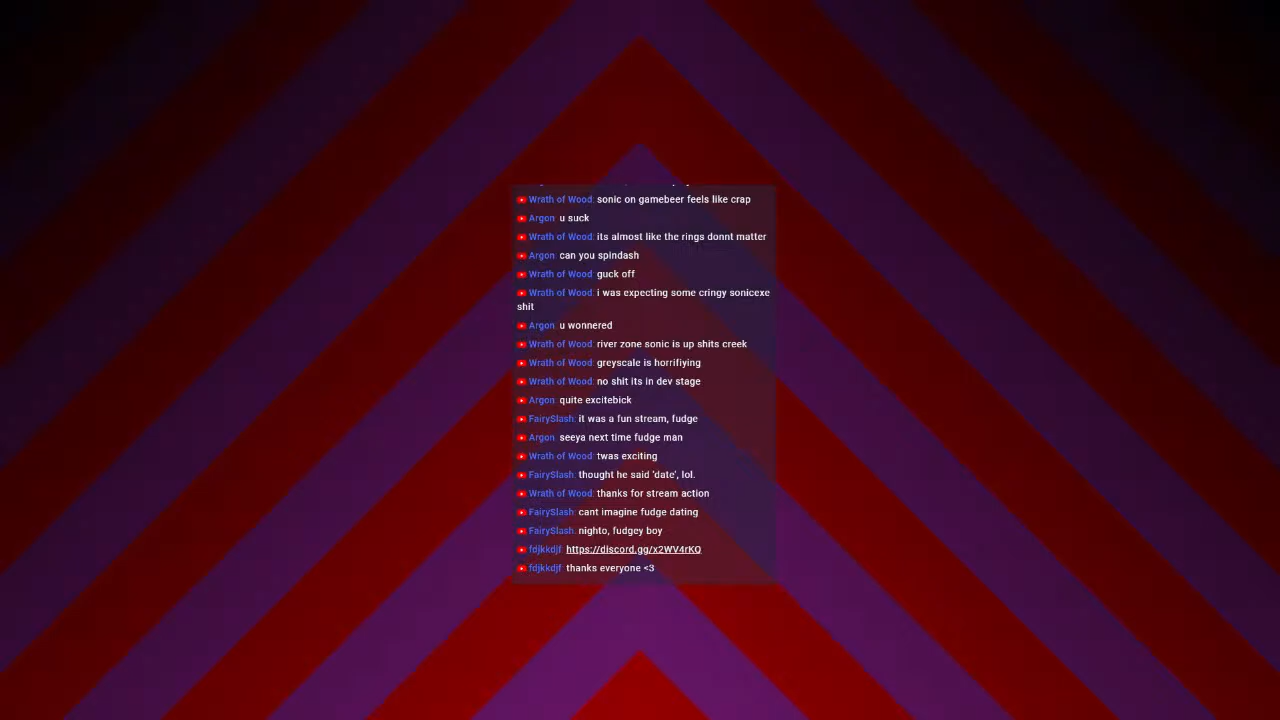 Wrath of Wood: sonic on gamebeer feels like crap
Argon: u suck
Wrath of Wood: its almost like the rings donnt matter
Argon: can you spindash
Wrath of Wood: guck off
Wrath of Wood: i was expecting some cringy sonicexe
shit
Argon: u wonnered
Wrath of Wood: river zone sonic is up shits creek
Wrath of Wood: greyscale is horrifiying
Wrath of Wood: no shit its in dev stage
Argon: quite excitebick
FairySlash: it was a fun stream, fudge
Argon: seeya next time fudge man
Wrath of Wood: twas exciting
FairySlash: thought he said 'date', lol.
Wrath of Wood: thanks for stream action
FairySlash: cant imagine fudge dating
FairySlash: nighto, fudgey boy
fdjkkdjf: https://discord.gg/x2WV4rKQ
fdjkkdjf: thanks everyone <3